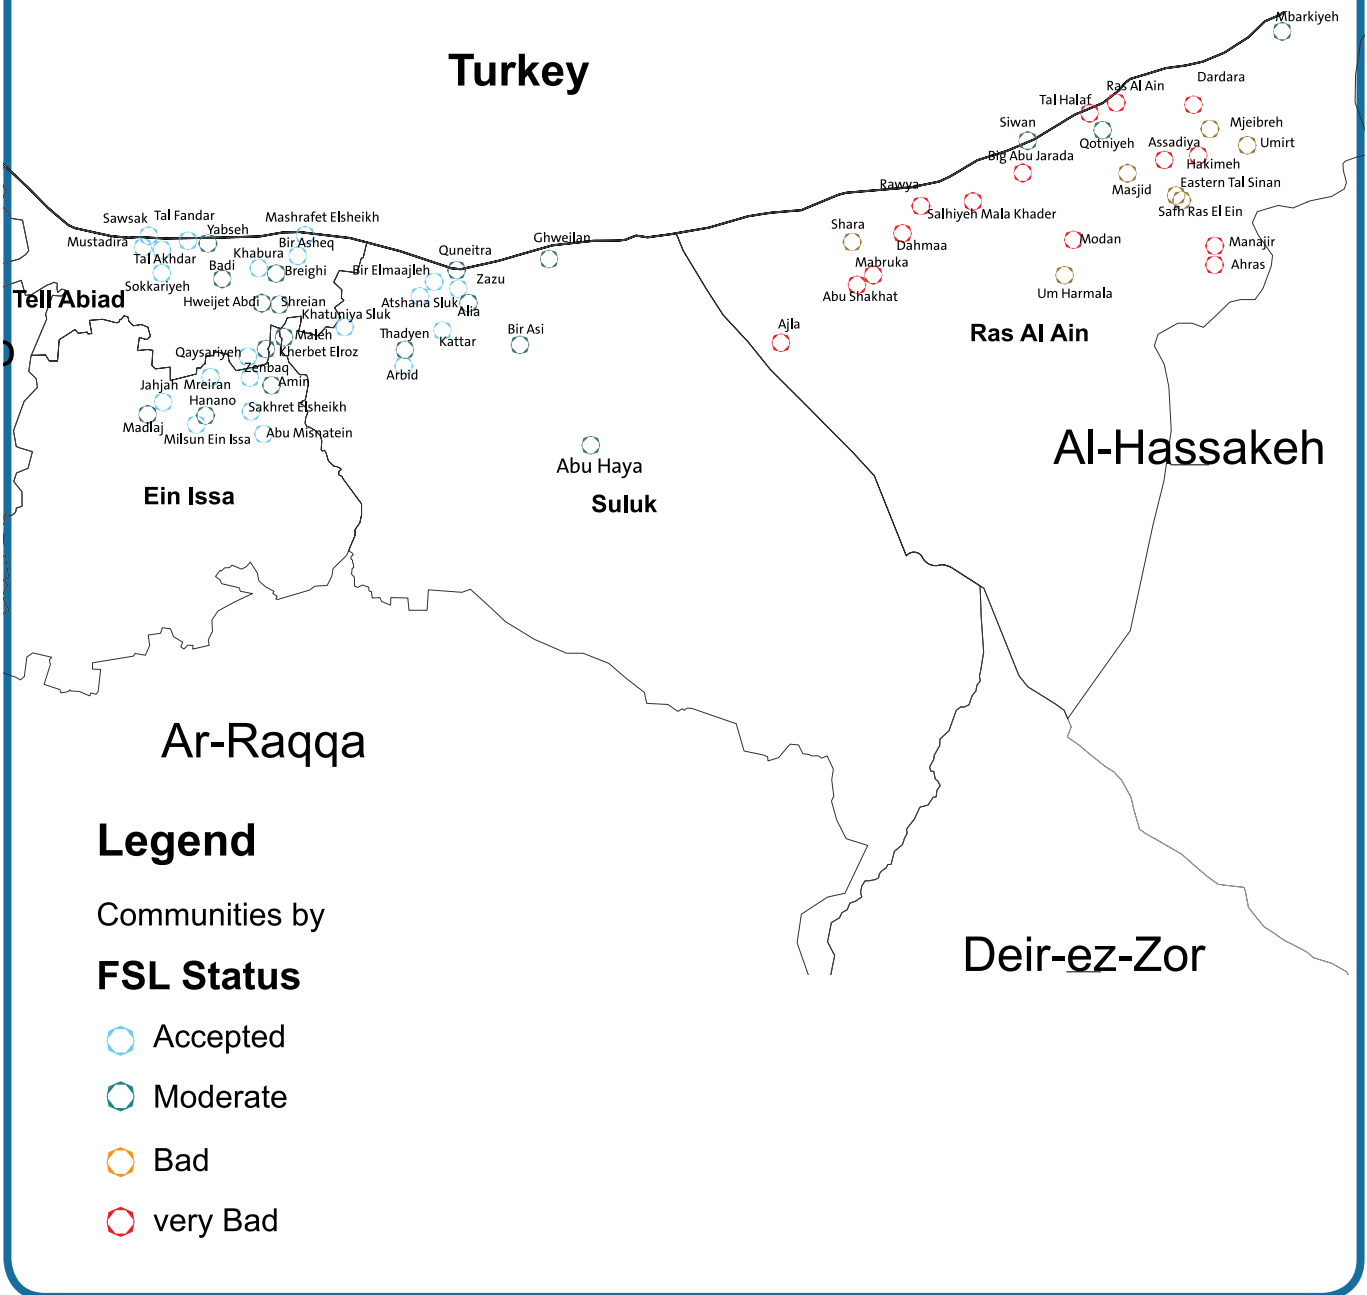 Mbarkiyeh
Turkey
Dardara
Ras Al Ain
Tal Halaf
Siwan
Mjeibreh
Qotniyeh
Assadiya
Umirt
Big Abu Jarada
Hakimeh
Masjid
Eastern Tal Sinan
Rawya
Safh Ras El Ein
Salhiyeh Mala Khader
Sawsak
Tal Fandar
Mashrafet Elsheikh
Shara
Yabseh
Mustadira
Bir Asheq
Ghweilan
Dahmaa
Modan
Manajir
Quneitra
Tal Akhdar
Khabura
Badi
Breighi
Bir Elmaajleh
Mabruka
Ahras
Zazu
Sokkariyeh
Um Harmala
Tell Abiad
Hweijet Abdi
Shreian
Atshana Sluk
Abu Shakhat
Alia
Khatuniya Sluk
Ajla
Bir Asi
Maleh
Thadyen
Kattar
Ras Al Ain
Qaysariyeh
Kherbet Elroz
Zenbaq
Arbid
Jahjah
Mreiran
Amin
Hanano
Sakhret Elsheikh
Madlaj
Milsun Ein Issa
Abu Misnatein
Al-Hassakeh
Abu Haya
Ein Issa
Suluk
Ar-Raqqa
Legend
Communities by
Deir-ez-Zor
FSL Status
Accepted
Moderate
Bad
very Bad